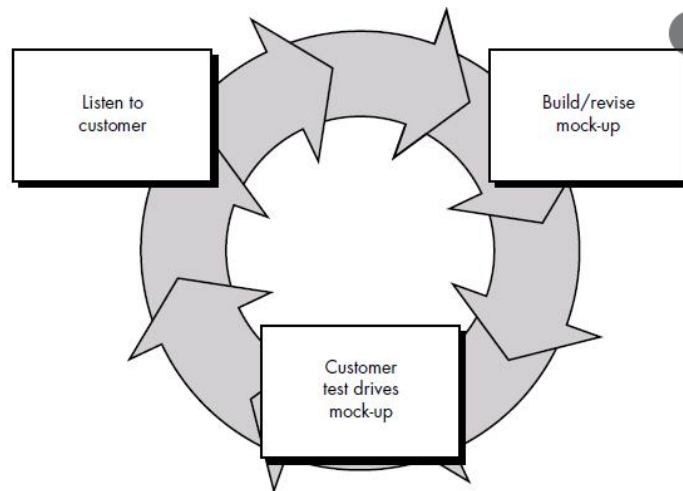 Listen to
customer
Build/revise
mock-up
Customer
test drives
mock-up